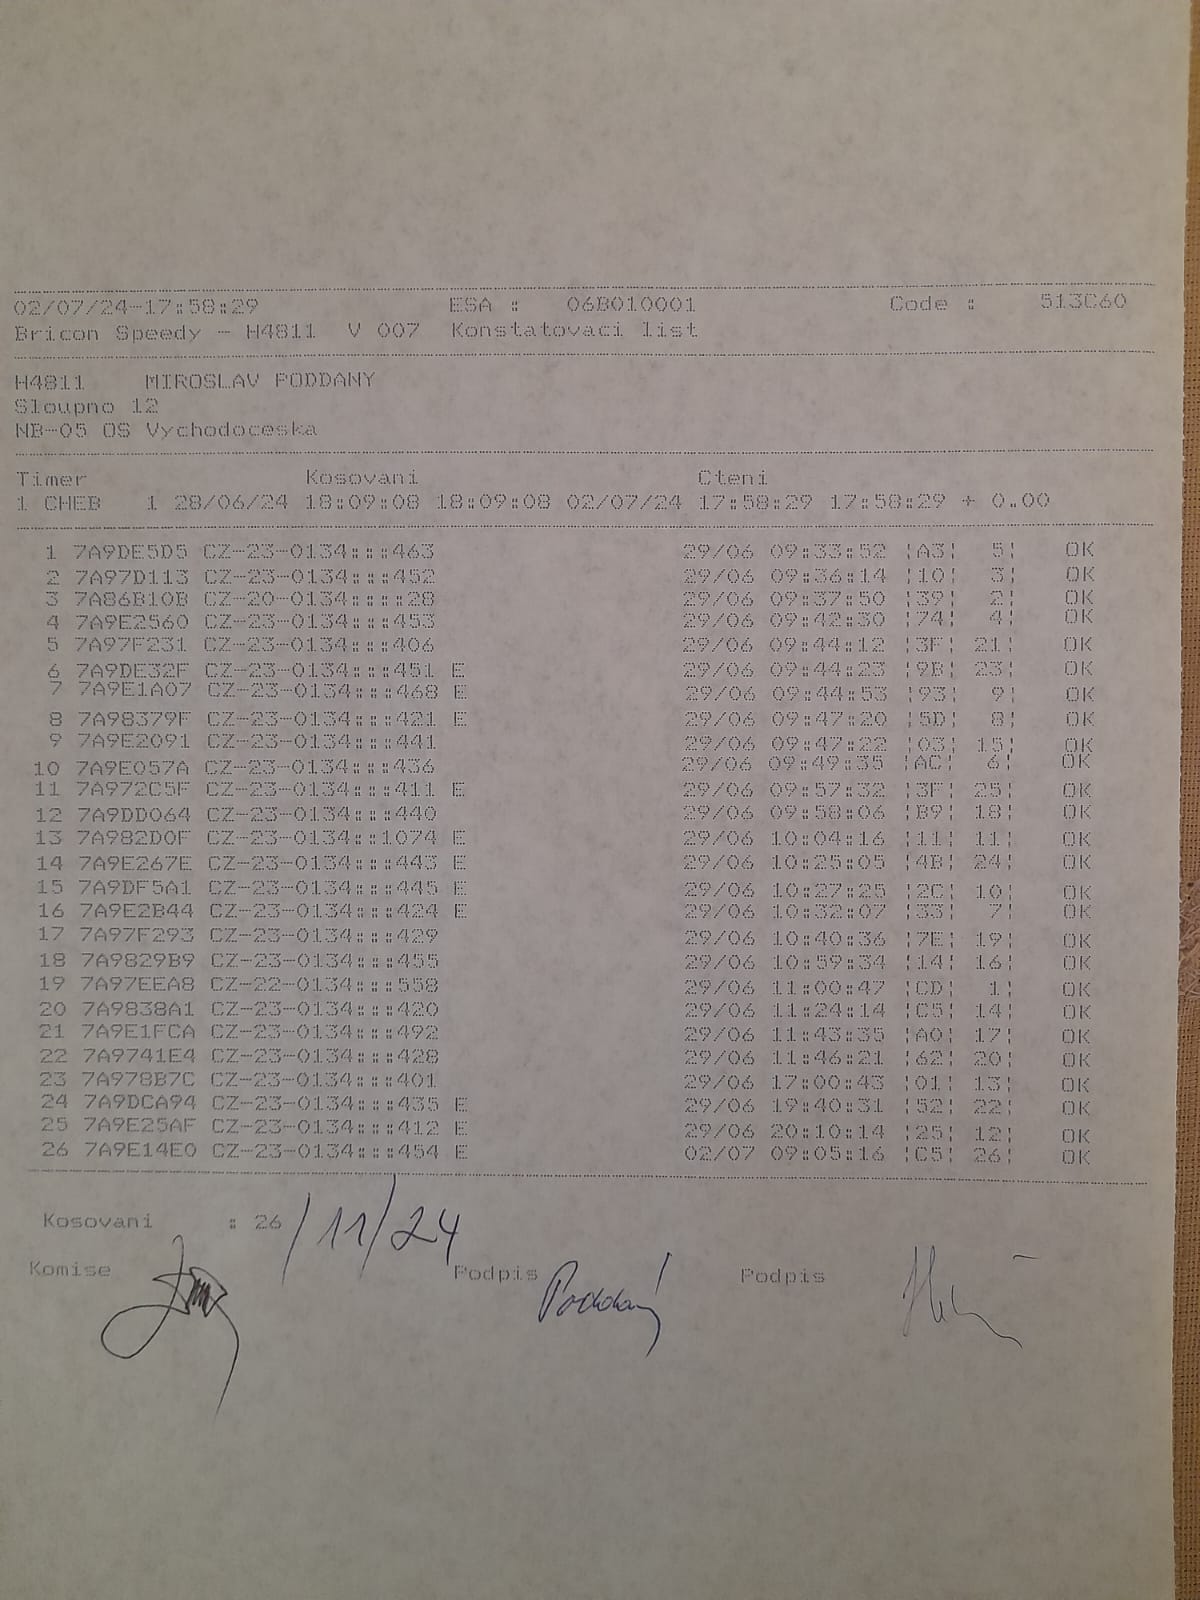 02/07/24-17:58:29 ESA : 06B010001 Code : 513C60
Bricon Speedy - H4811 V 007 Konstatovaci list
H4811 MIROSLAV PODDANY
Sloupno 12
NB-05 OS Vychodoceska
Timer Kosovani Cteni
1 CHEB 1 28/06/24 18:09:08 18:09:08 02/07/24 17:58:29 17:58:29 + 0.00
1 7A9DE5D5 CZ-23-0134:::463 29/06 09:33:52 ¦A3¦ 5¦ OK
2 7A97D113 CZ-23-0134:::452 29/06 09:36:14 ¦10¦ 3¦ OK
3 7A86B10B CZ-20-0134::::28 29/06 09:37:50 ¦39¦ 2¦ OK
4 7A9E2560 CZ-23-0134:::453 29/06 09:42:30 ¦74¦ 4¦ OK
5 7A97F231 CZ-23-0134:::406 29/06 09:44:12 ¦3F¦ 21¦ OK
6 7A9DE32F CZ-23-0134:::451 E 29/06 09:44:23 ¦9B¦ 23¦ OK
7 7A9E1A07 CZ-23-0134:::468 E 29/06 09:44:53 ¦93¦ 9¦ OK
8 7A98379F CZ-23-0134:::421 E 29/06 09:47:20 ¦5D¦ 8¦ OK
9 7A9E2091 CZ-23-0134:::441 29/06 09:47:22 ¦03¦ 15¦ OK
10 7A9E057A CZ-23-0134:::436 29/06 09:49:35 ¦AC¦ 6¦ OK
11 7A972C5F CZ-23-0134:::411 E 29/06 09:57:32 ¦3F¦ 25¦ OK
12 7A9DD064 CZ-23-0134:::440 29/06 09:58:06 ¦B9¦ 18¦ OK
13 7A982D0F CZ-23-0134::1074 E 29/06 10:04:16 ¦11¦ 11¦ OK
14 7A9E267E CZ-23-0134:::443 E 29/06 10:25:05 ¦4B¦ 24¦ OK
15 7A9DF5A1 CZ-23-0134:::445 E 29/06 10:27:25 ¦2C¦ 10¦ OK
16 7A9E2B44 CZ-23-0134:::424 E 29/06 10:32:07 ¦33¦ 7¦ OK
17 7A97F293 CZ-23-0134:::429 29/06 10:40:36 ¦7E¦ 19¦ OK
18 7A9829B9 CZ-23-0134:::455 29/06 10:59:34 ¦14¦ 16¦ OK
19 7A97EEA8 CZ-22-0134:::558 29/06 11:00:47 ¦CD¦ 1¦ OK
20 7A9838A1 CZ-23-0134:::420 29/06 11:24:14 ¦C5¦ 14¦ OK
21 7A9E1FCA CZ-23-0134:::492 29/06 11:43:35 ¦A0¦ 17¦ OK
22 7A9741E4 CZ-23-0134:::428 29/06 11:46:21 ¦62¦ 20¦ OK
23 7A978B7C CZ-23-0134:::401 29/06 17:00:43 ¦01¦ 13¦ OK
24 7A9DCA94 CZ-23-0134:::435 E 29/06 19:40:31 ¦52¦ 22¦ OK
25 7A9E25AF CZ-23-0134:::412 E 29/06 20:10:14 ¦25¦ 12¦ OK
26 7A9E14E0 CZ-23-0134:::454 E 02/07 09:05:16 ¦C5¦ 26¦ OK
Kosovani : 26 /11/24
Komise Podpis Poddaný Podpis